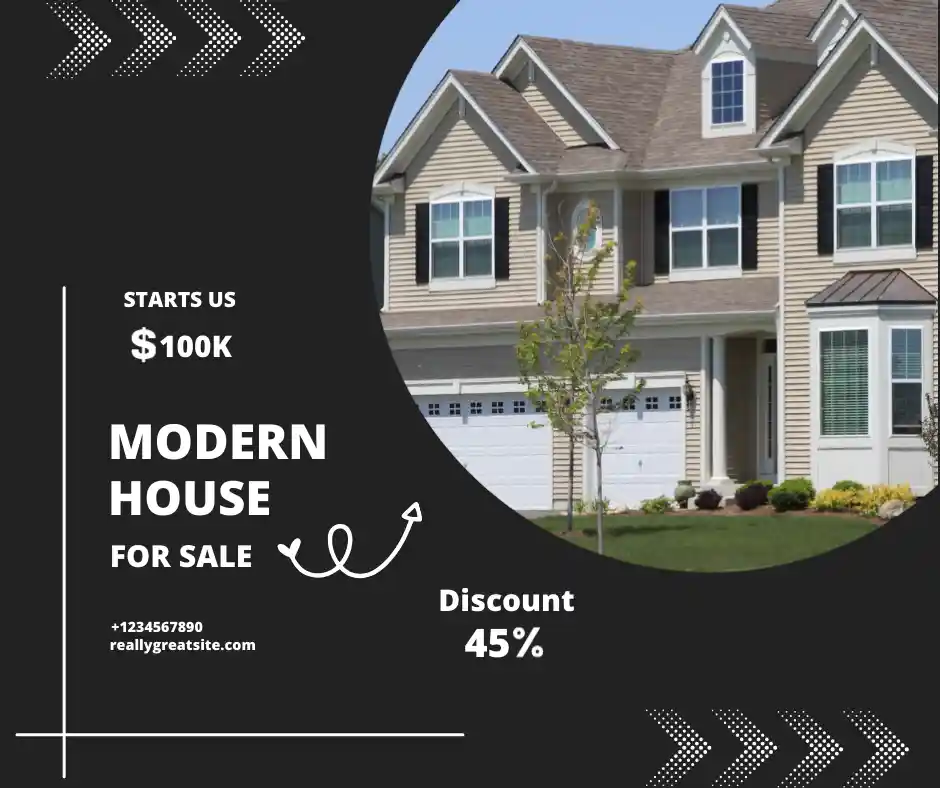 STARTS US
$100K
MODERN
HOUSE
FOR SALE
+1234567890
reallygreatsite.com
Discount
45%